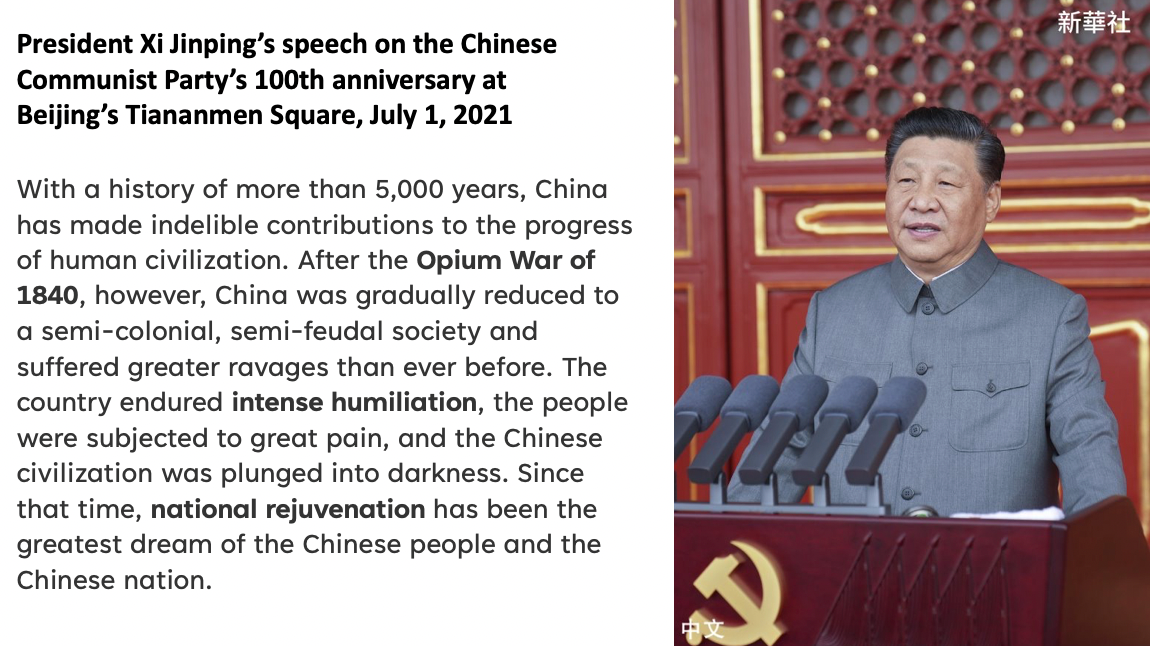 President Xi Jinping’s speech on the Chinese
Communist Party’s 100th anniversary at
Beijing’s Tiananmen Square, July 1, 2021
With a history of more than 5,000 years, China
has made indelible contributions to the progress
of human civilization. After the Opium War of
1840, however, China was gradually reduced to
a semi-colonial, semi-feudal society and
suffered greater ravages than ever before. The
country endured intense humiliation, the people
were subjected to great pain, and the Chinese
civilization was plunged into darkness. Since
that time, national rejuvenation has been the
greatest dream of the Chinese people and the
Chinese nation.
新華社
中文